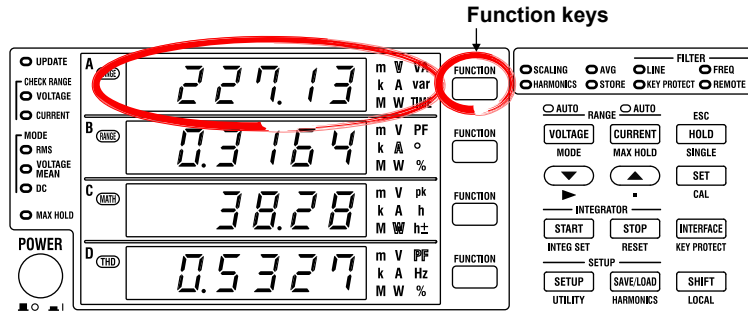 Function keys
UPDATE
CHECK RANGE
VOLTAGE
CURRENT
MODE
RMS
VOLTAGE MEAN
DC
MAX HOLD
POWER
A
RANGE
227.13
m V VA
k A var
M W TIME
FUNCTION
B
RANGE
0.3164
m V PF
k A °
M W %
FUNCTION
C
MATH
38.28
m V pk
k A h
M W h±
FUNCTION
D
THD
0.5327
m V PF
k A Hz
M W %
FUNCTION
FILTER
SCALING AVG LINE FREQ
HARMONICS STORE KEY PROTECT REMOTE
AUTO RANGE AUTO ESC
VOLTAGE CURRENT HOLD
MODE MAX HOLD SINGLE
SET
CAL
INTEGRATOR
START STOP INTERFACE
INTEG SET RESET KEY PROTECT
SETUP
SETUP SAVE/LOAD SHIFT
UTILITY HARMONICS LOCAL